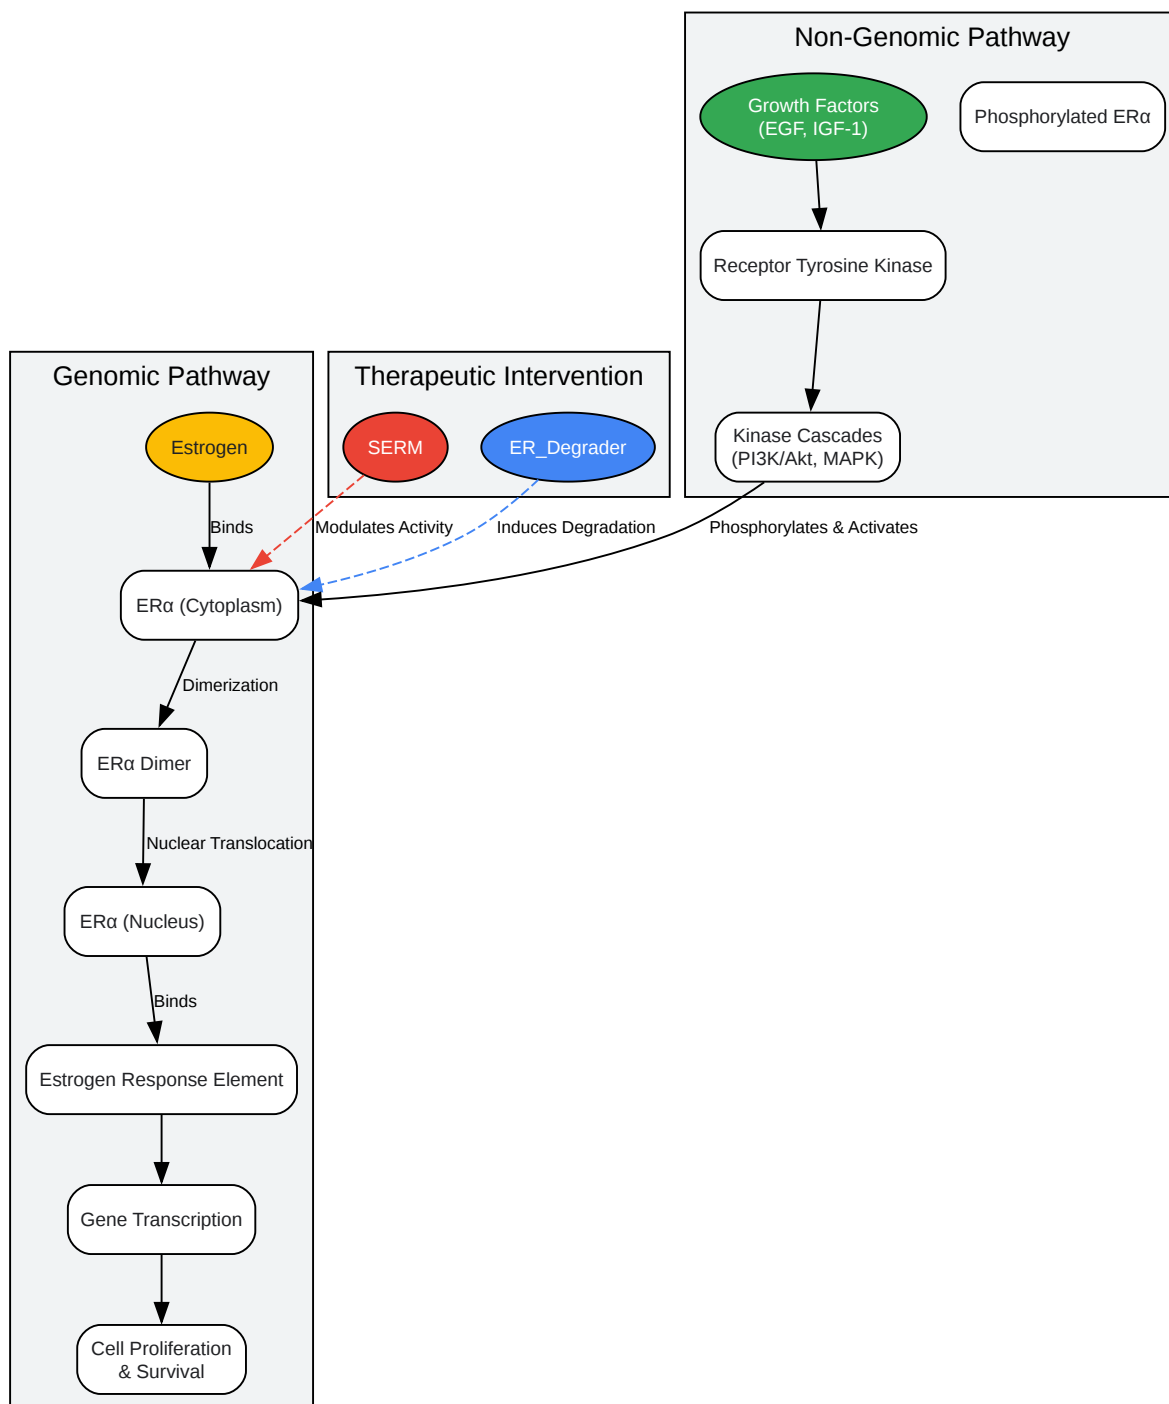 Non-Genomic Pathway
Growth Factors
(EGF, IGF-1)
Phosphorylated ERα
Receptor Tyrosine Kinase
Kinase Cascades
(PI3K/Akt, MAPK)
Genomic Pathway
Estrogen
Therapeutic Intervention
SERM
ER_Degrader
Binds
Modulates Activity
Induces Degradation
Phosphorylates & Activates
ERα (Cytoplasm)
Dimerization
ERα Dimer
Nuclear Translocation
ERα (Nucleus)
Binds
Estrogen Response Element
Gene Transcription
Cell Proliferation
& Survival